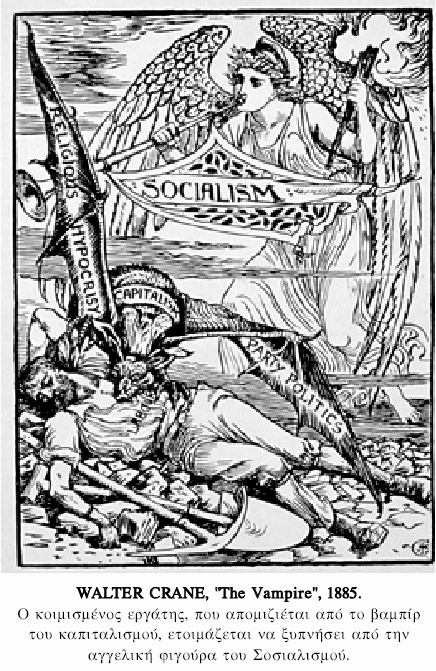 SOCIALISM
RELIGIOUS
HYPOCRISY
CAPITALISM
PARTY POLITICS
WALTER CRANE, "The Vampire", 1885.
Ο κοιμισμένος εργάτης, που απομιζιέται από το βαμπίρ
του καπιταλισμού, ετοιμάζεται να ξυπνήσει από την
αγγελική φιγούρα του Σοσιαλισμού.